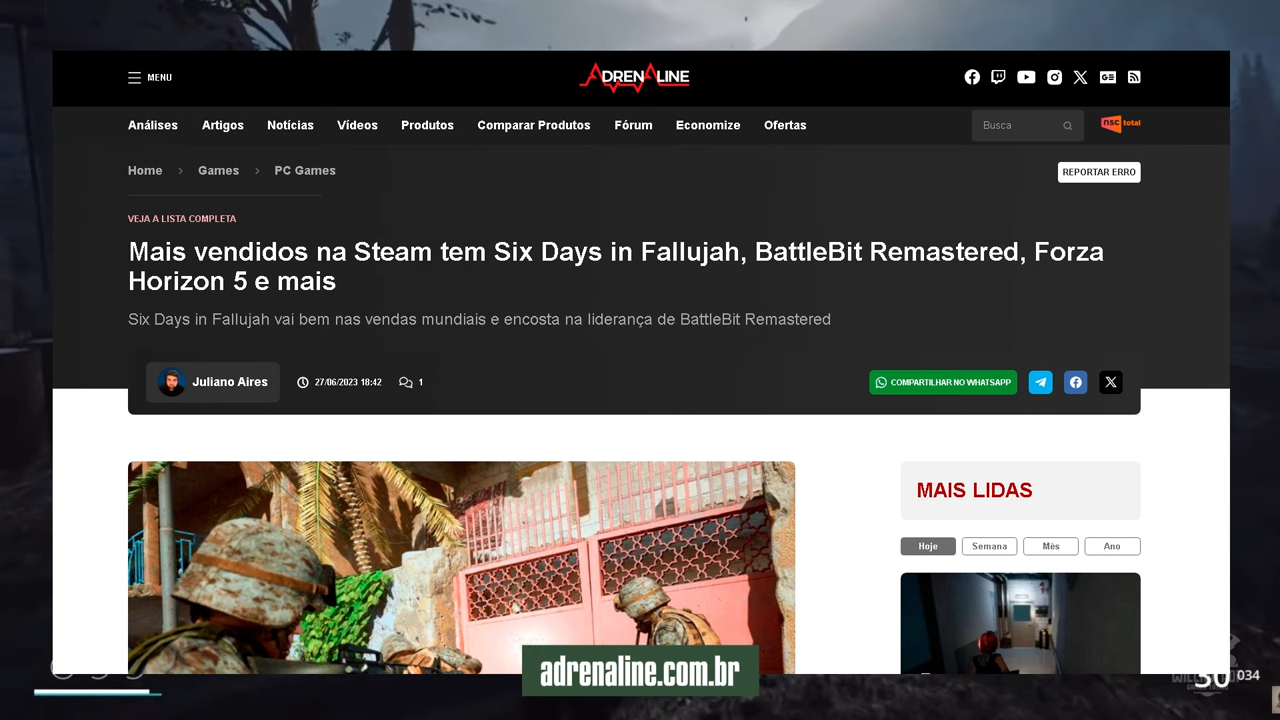 MENU
ADRENALINE
Análises
Artigos
Notícias
Vídeos
Produtos
Comparar Produtos
Fórum
Economize
Ofertas
Busca
nsc total
Home > Games > PC Games
REPORTAR ERRO
VEJA A LISTA COMPLETA
Mais vendidos na Steam tem Six Days in Fallujah, BattleBit Remastered, Forza
Horizon 5 e mais
Six Days in Fallujah vai bem nas vendas mundiais e encosta na liderança de BattleBit Remastered
Juliano Aires
27/06/2023 18:42
1
COMPARTILHAR NO WHATSAPP
MAIS LIDAS
Hoje
Semana
Mês
Ano
adrenaline.com.br
30 034